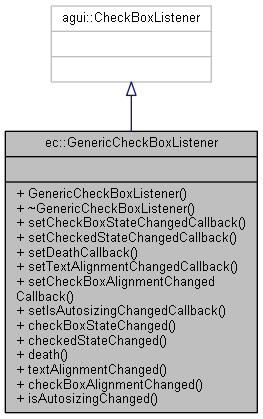 agui::CheckBoxListener
ec::GenericCheckBoxListener
+ GenericCheckBoxListener()
+ ~GenericCheckBoxListener()
+ setCheckBoxStateChangedCallback()
+ setCheckedStateChangedCallback()
+ setDeathCallback()
+ setTextAlignmentChangedCallback()
+ setCheckBoxAlignmentChanged
Callback()
+ setIsAutosizingChangedCallback()
+ checkBoxStateChanged()
+ checkedStateChanged()
+ death()
+ textAlignmentChanged()
+ checkBoxAlignmentChanged()
+ isAutosizingChanged()